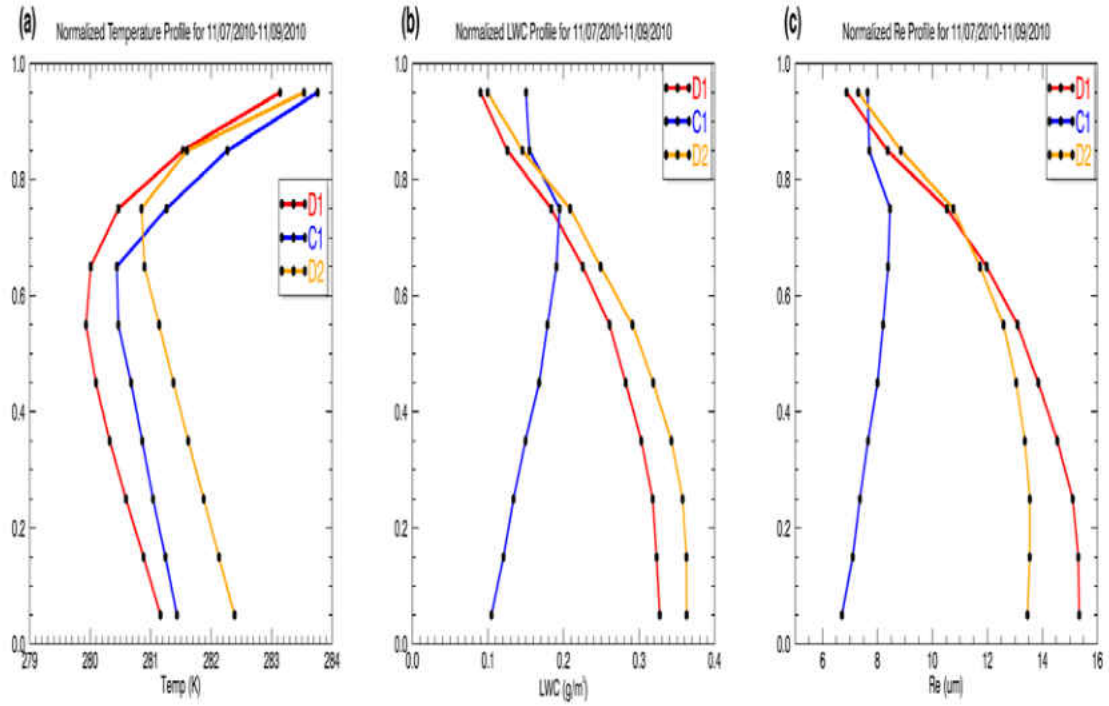 (a) Normalized Temperature Profile for 11/07/2010-11/09/2010
1.0
0.8
0.6
0.4
0.2
0.0
279 280 281 282 283 284
Temp (K)
D1
C1
D2
(b) Normalized LWC Profile for 11/07/2010-11/09/2010
1.0
0.8
0.6
0.4
0.2
0.0
0.0 0.1 0.2 0.3 0.4
LWC (g/m³)
D1
C1
D2
(c) Normalized Re Profile for 11/07/2010-11/09/2010
1.0
0.8
0.6
0.4
0.2
0.0
6 8 10 12 14 16
Re (um)
D1
C1
D2